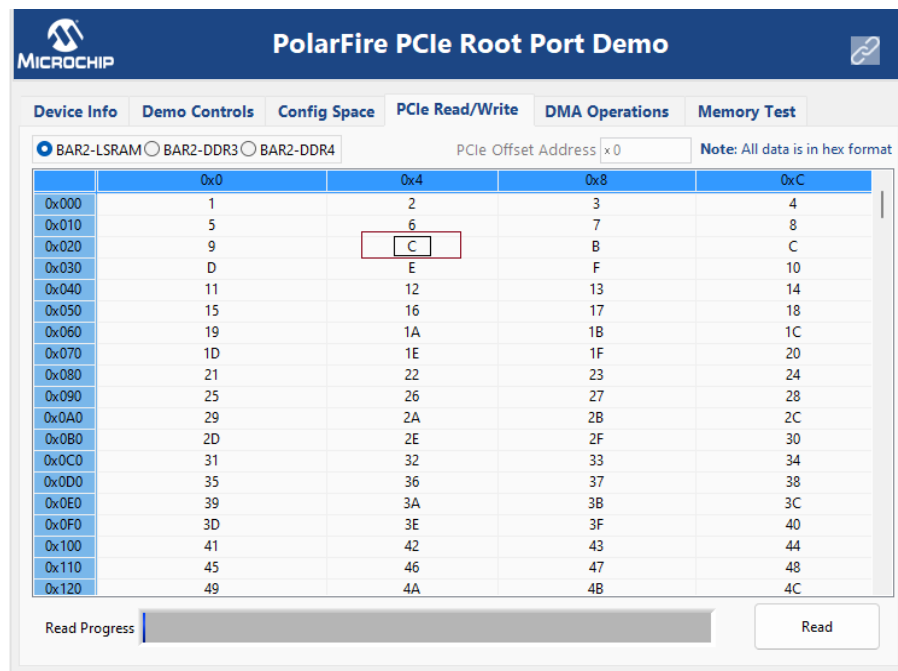 MICROCHIP
PolarFire PCIe Root Port Demo
Device Info Demo Controls Config Space PCIe Read/Write DMA Operations Memory Test
BAR2-LSRAM BAR2-DDR3 BAR2-DDR4 PCIe Offset Address x 0 Note: All data is in hex format
0x0 0x4 0x8 0xC
0x000 1 2 3 4
0x010 5 6 7 8
0x020 9 C B C
0x030 D E F 10
0x040 11 12 13 14
0x050 15 16 17 18
0x060 19 1A 1B 1C
0x070 1D 1E 1F 20
0x080 21 22 23 24
0x090 25 26 27 28
0x0A0 29 2A 2B 2C
0x0B0 2D 2E 2F 30
0x0C0 31 32 33 34
0x0D0 35 36 37 38
0x0E0 39 3A 3B 3C
0x0F0 3D 3E 3F 40
0x100 41 42 43 44
0x110 45 46 47 48
0x120 49 4A 4B 4C
Read Progress Read